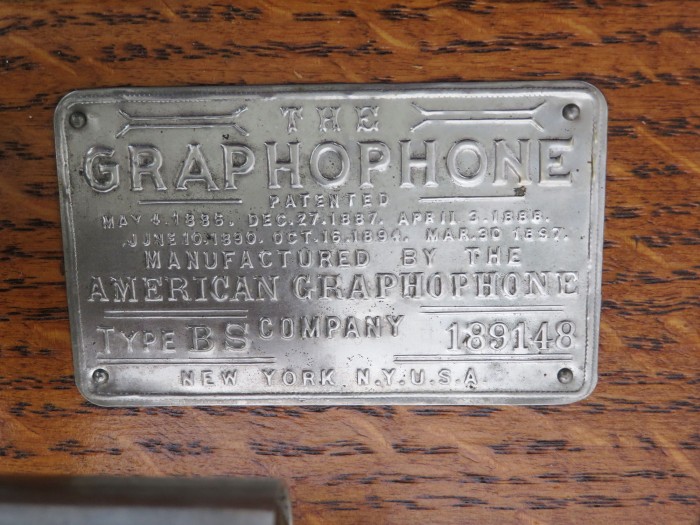 THE
GRAPHOPHONE
PATENTED
MAY 4.1886. DEC.27.1887. APRIL 3.1888.
JUNE 10.1890. OCT.16.1894. MAR.30 1897.
MANUFACTURED BY THE
AMERICAN GRAPHOPHONE
COMPANY
TYPE BS 189148
NEW YORK N.Y.U.S.A.